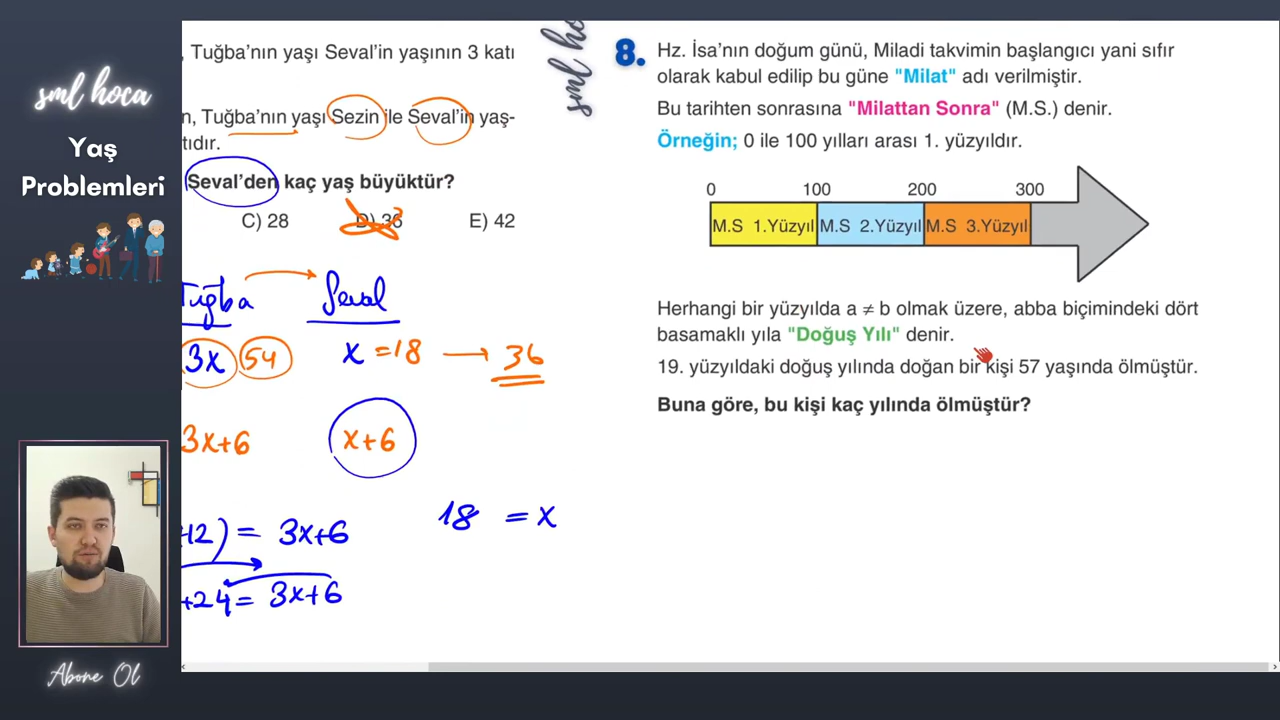 sml hoca
Yaş
Problemleri
Abone Ol
, Tuğba'nın yaşı Seval'in yaşının 3 katı
n, Tuğba'nın yaşı Sezin ile Seval'in yaş-
tıdır.
Seval'den kaç yaş büyüktür?
C) 28 D) 36 E) 42
Tuğba Seval
3x 54 x = 18 → 36
3x+6 x+6
+12) = 3x+6 18 = x
+24 = 3x+6
sml hoca
8. Hz. İsa'nın doğum günü, Miladi takvimin başlangıcı yani sıfır
olarak kabul edilip bu güne "Milat" adı verilmiştir.
Bu tarihten sonrasına "Milattan Sonra" (M.S.) denir.
Örneğin; 0 ile 100 yılları arası 1. yüzyıldır.
0 100 200 300
M.S 1.Yüzyıl M.S 2.Yüzyıl M.S 3.Yüzyıl
Herhangi bir yüzyılda a ≠ b olmak üzere, abba biçimindeki dört
basamaklı yıla "Doğuş Yılı" denir.
19. yüzyıldaki doğuş yılında doğan bir kişi 57 yaşında ölmüştür.
Buna göre, bu kişi kaç yılında ölmüştür?